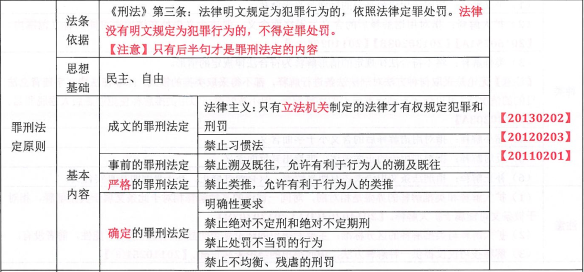 法条
依据
《刑法》第三条：法律明文规定为犯罪行为的，依照法律定罪处罚。法律
没有明文规定为犯罪行为的，不得定罪处罚。
【注意】只有后半句才是罪刑法定的内容
思想
基础
民主、自由
罪刑法
定原则
基本
内容
成文的罪刑法定
法律主义：只有立法机关制定的法律才有权规定犯罪和
刑罚
禁止习惯法
事前的罪刑法定
禁止溯及既往，允许有利于行为人的溯及既往
严格的罪刑法定
禁止类推，允许有利于行为人的类推
确定的罪刑法定
明确性要求
禁止绝对不定刑和绝对不定期刑
禁止处罚不当罚的行为
禁止不均衡、残虐的刑罚
【20130202】
【20120203】
【20110201】